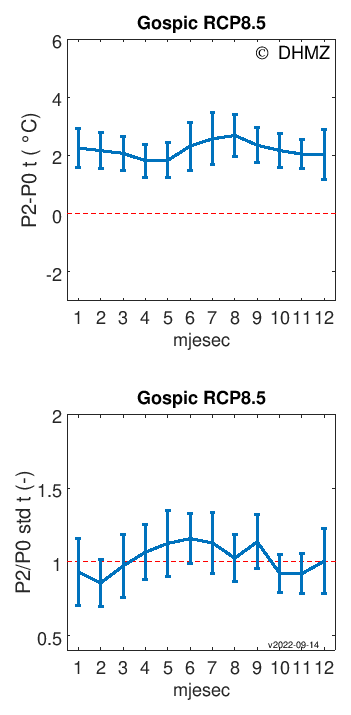 Gospic RCP8.5
© DHMZ
P2-P0 t ( °C)
6
4
2
0
-2
1 2 3 4 5 6 7 8 9 10 11 12
mjesec
Gospic RCP8.5
P2/P0 std t (-)
2
1.5
1
0.5
v2022-09-14
1 2 3 4 5 6 7 8 9 10 11 12
mjesec